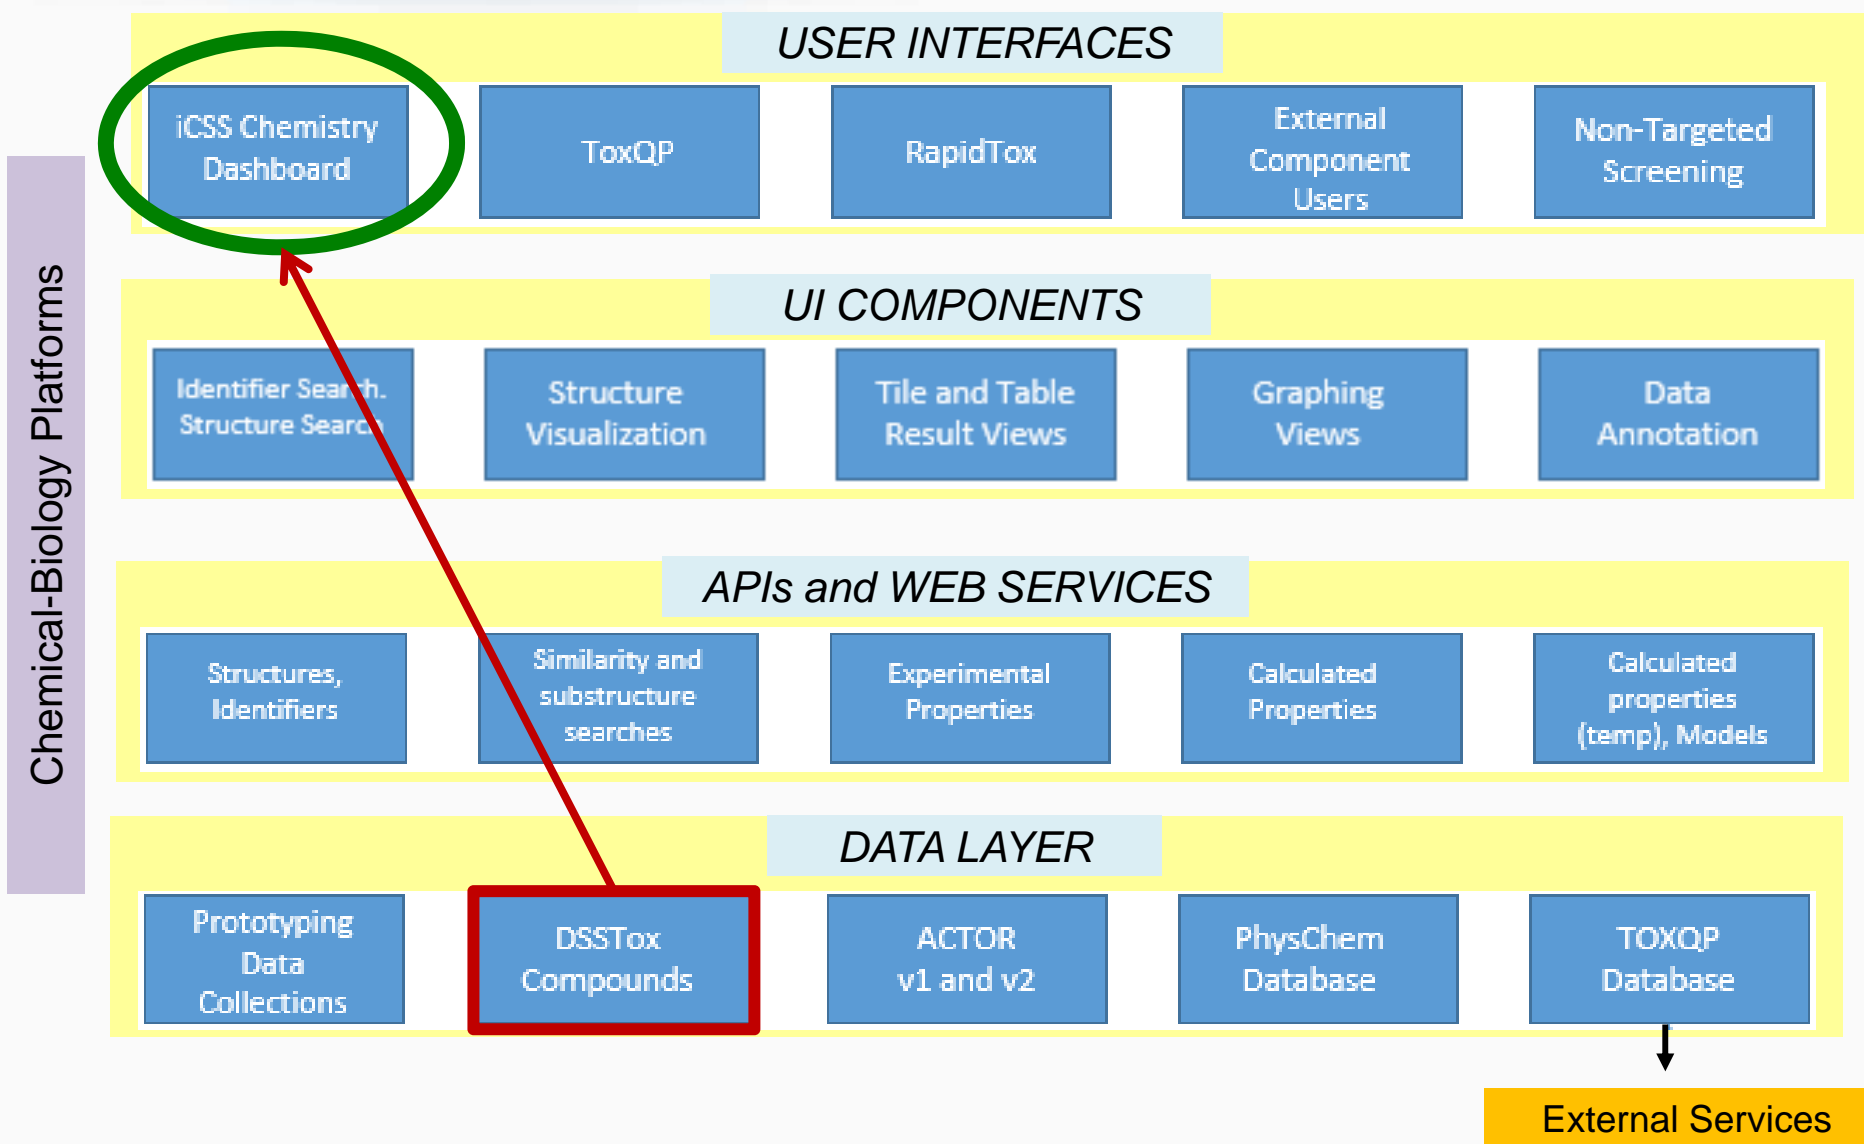 USER INTERFACES
iCSS Chemistry
Dashboard
ToxQP
RapidTox
External
Component
Users
Non-Targeted
Screening
Chemical-Biology Platforms
UI COMPONENTS
Identifier Search.
Structure Search
Structure
Visualization
Tile and Table
Result Views
Graphing
Views
Data
Annotation
APIs and WEB SERVICES
Structures,
Identifiers
Similarity and
substructure
searches
Experimental
Properties
Calculated
Properties
Calculated
properties
(temp), Models
DATA LAYER
Prototyping
Data
Collections
DSSTox
Compounds
ACTOR
v1 and v2
PhysChem
Database
TOXQP
Database
External Services